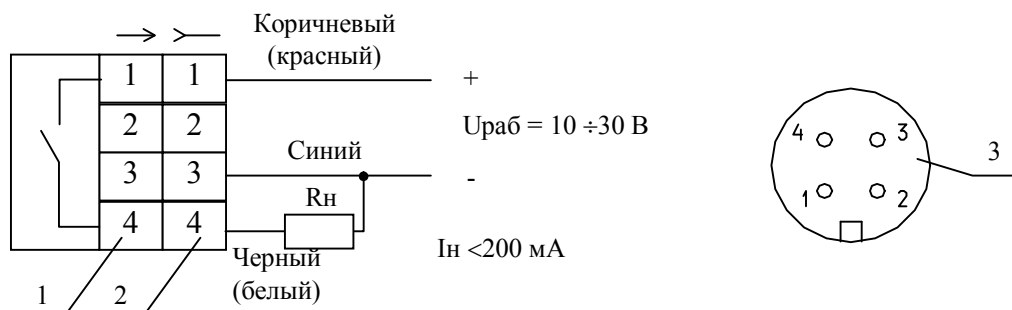 Коричневый
(красный)
1 1
+
2 2
Uраб = 10 ÷30 В
Синий
3 3
-
Rн
4 4
Черный
(белый)
Iн <200 мА
1 2
4 3
1 2
3